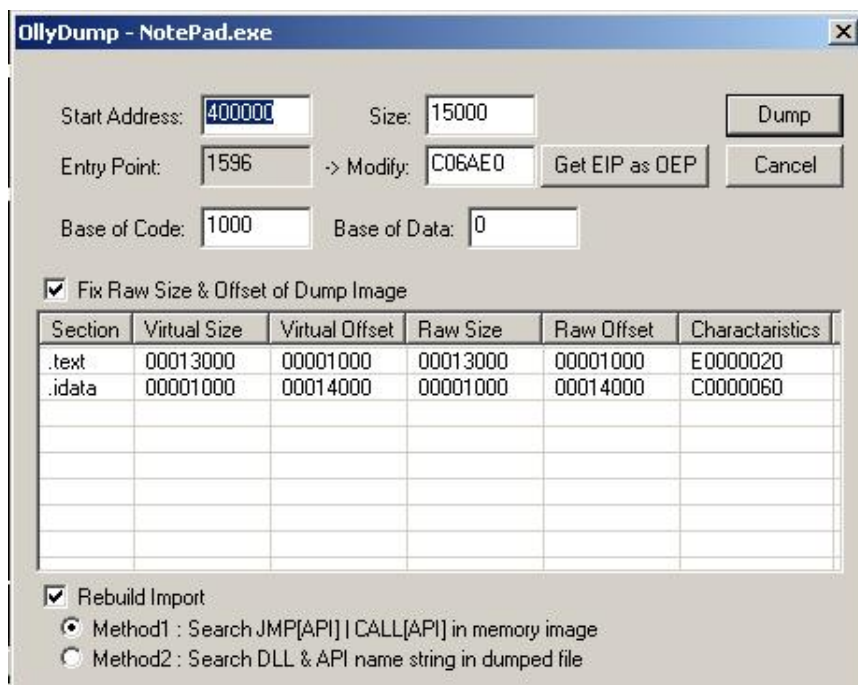 OllyDump - NotePad.exe
Start Address: 400000 Size: 15000 Dump
Entry Point: 1596 -> Modify: C06AE0 Get EIP as OEP Cancel
Base of Code: 1000 Base of Data: 0
Fix Raw Size & Offset of Dump Image
Section Virtual Size Virtual Offset Raw Size Raw Offset Charactaristics
.text 00013000 00001000 00013000 00001000 E0000020
.idata 00001000 00014000 00001000 00014000 C0000060
Rebuild Import
Method1 : Search JMP[API] | CALL[API] in memory image
Method2 : Search DLL & API name string in dumped file